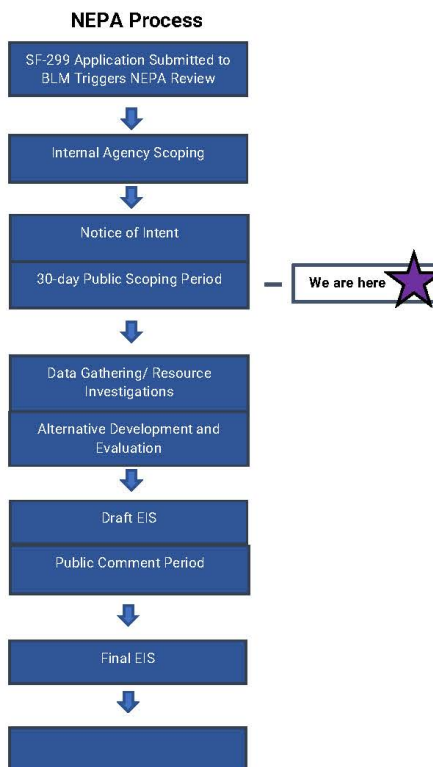 NEPA Process
SF-299 Application Submitted to
BLM Triggers NEPA Review
Internal Agency Scoping
Notice of Intent
30-day Public Scoping Period
We are here
Data Gathering/ Resource
Investigations
Alternative Development and
Evaluation
Draft EIS
Public Comment Period
Final EIS